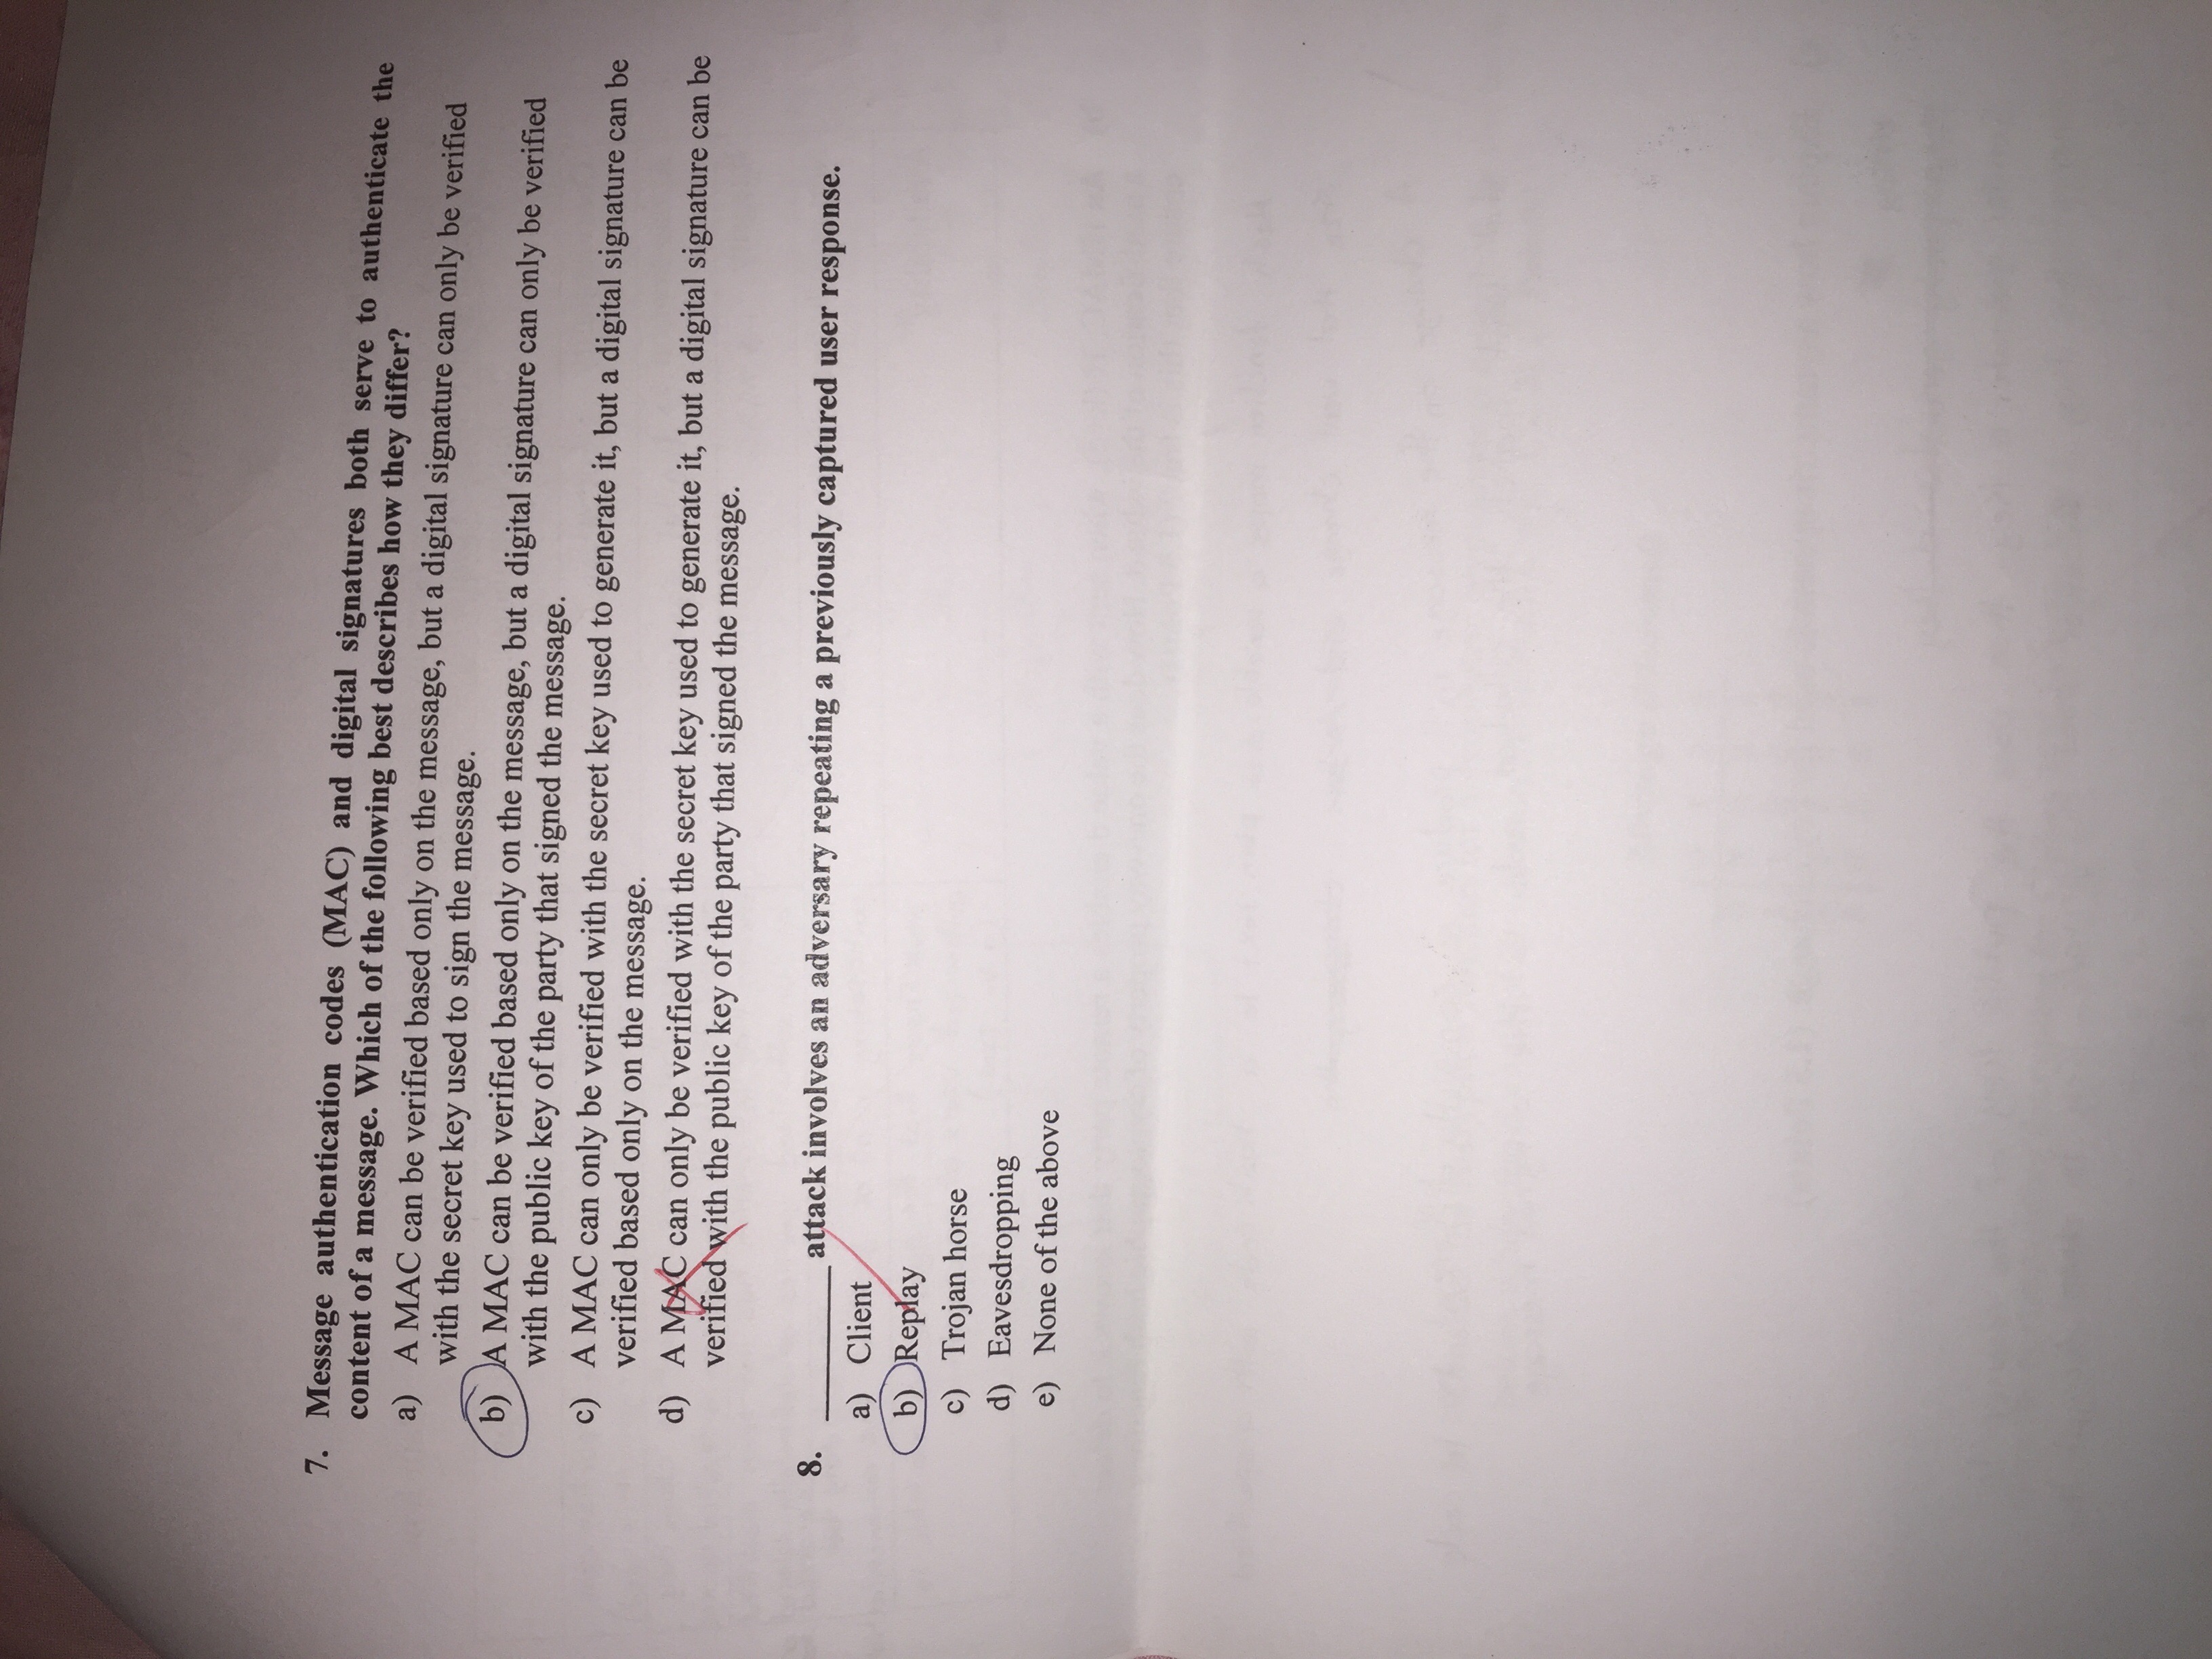 7. Message authentication codes (MAC) and digital signatures both serve to authenticate the
content of a message. Which of the following best describes how they differ?
a) A MAC can be verified based only on the message, but a digital signature can only be verified
with the secret key used to sign the message.
b) A MAC can be verified based only on the message, but a digital signature can only be verified
with the public key of the party that signed the message.
c) A MAC can only be verified with the secret key used to generate it, but a digital signature can be
verified based only on the message.
d) A MAC can only be verified with the secret key used to generate it, but a digital signature can be
verified with the public key of the party that signed the message.
8. ________ attack involves an adversary repeating a previously captured user response.
a) Client
b) Replay
c) Trojan horse
d) Eavesdropping
e) None of the above